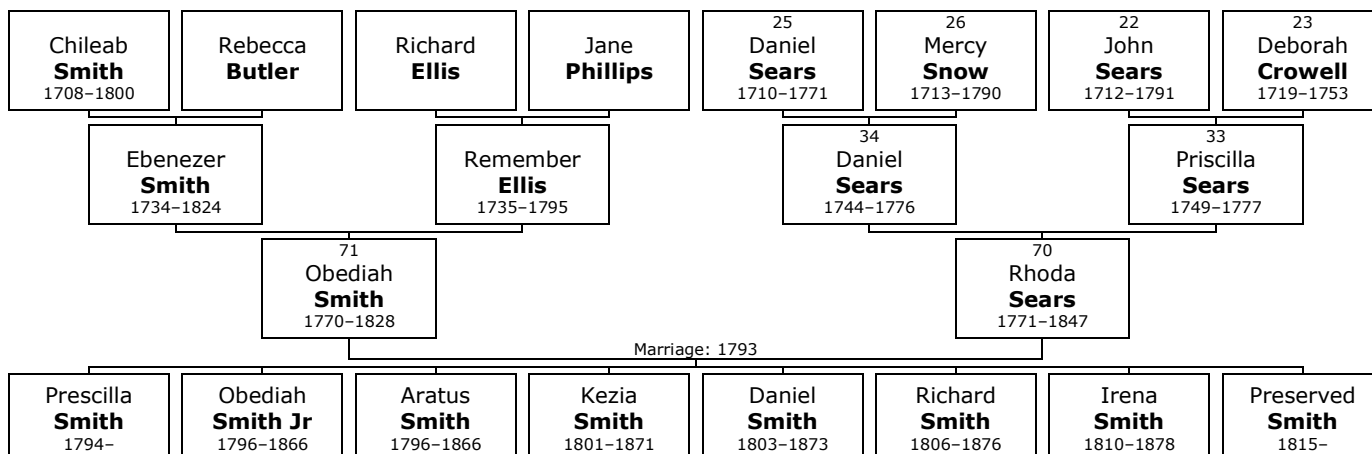 Chileab
Smith
1708–1800
Rebecca
Butler
Richard
Ellis
Jane
Phillips
25
Daniel
Sears
1710–1771
26
Mercy
Snow
1713–1790
22
John
Sears
1712–1791
23
Deborah
Crowell
1719–1753
Ebenezer
Smith
1734–1824
Remember
Ellis
1735–1795
34
Daniel
Sears
1744–1776
33
Priscilla
Sears
1749–1777
71
Obediah
Smith
1770–1828
70
Rhoda
Sears
1771–1847
Marriage: 1793
Prescilla
Smith
1794–
Obediah
Smith Jr
1796–1866
Aratus
Smith
1796–1866
Kezia
Smith
1801–1871
Daniel
Smith
1803–1873
Richard
Smith
1806–1876
Irena
Smith
1810–1878
Preserved
Smith
1815–